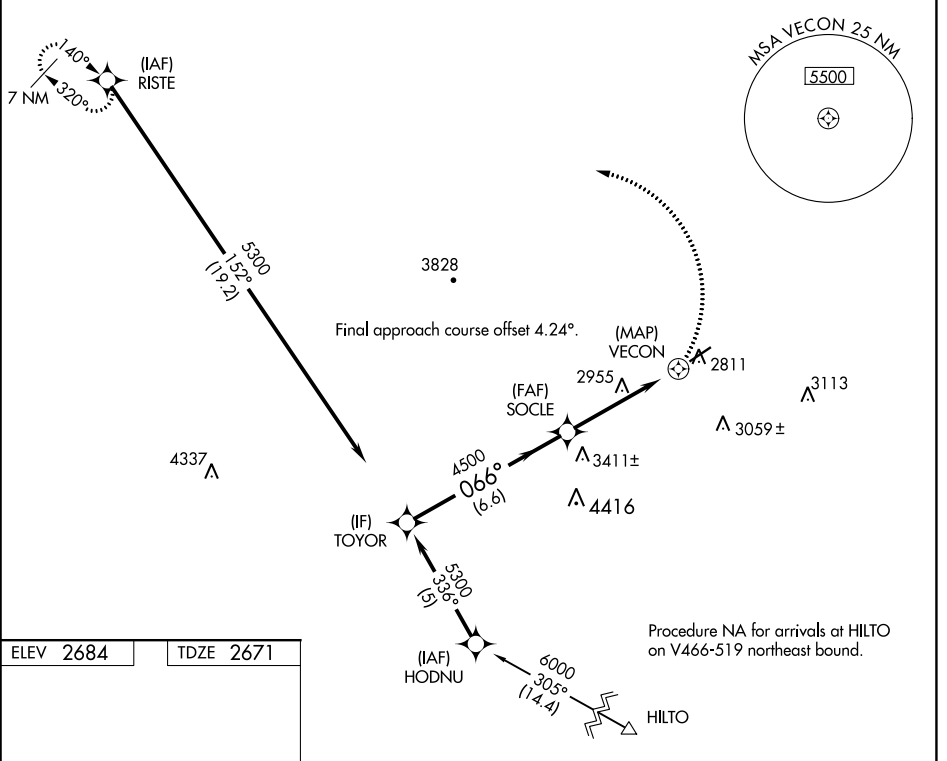 MSA VECON 25 NM
5500
140°
(IAF)
RISTE
7 NM
320°
5300
152°
(19.2)
3828
Final approach course offset 4.24°.
(MAP)
VECON
2811
2955
3113
(FAF)
SOCLE
3059±
4337
4500
066°
(6.6)
3411±
4416
(IF)
TOYOR
5300
336°
(5)
Procedure NA for arrivals at HILTO
on V466-519 northeast bound.
ELEV 2684
TDZE 2671
(IAF)
HODNU
6000
305°
(14.4)
HILTO